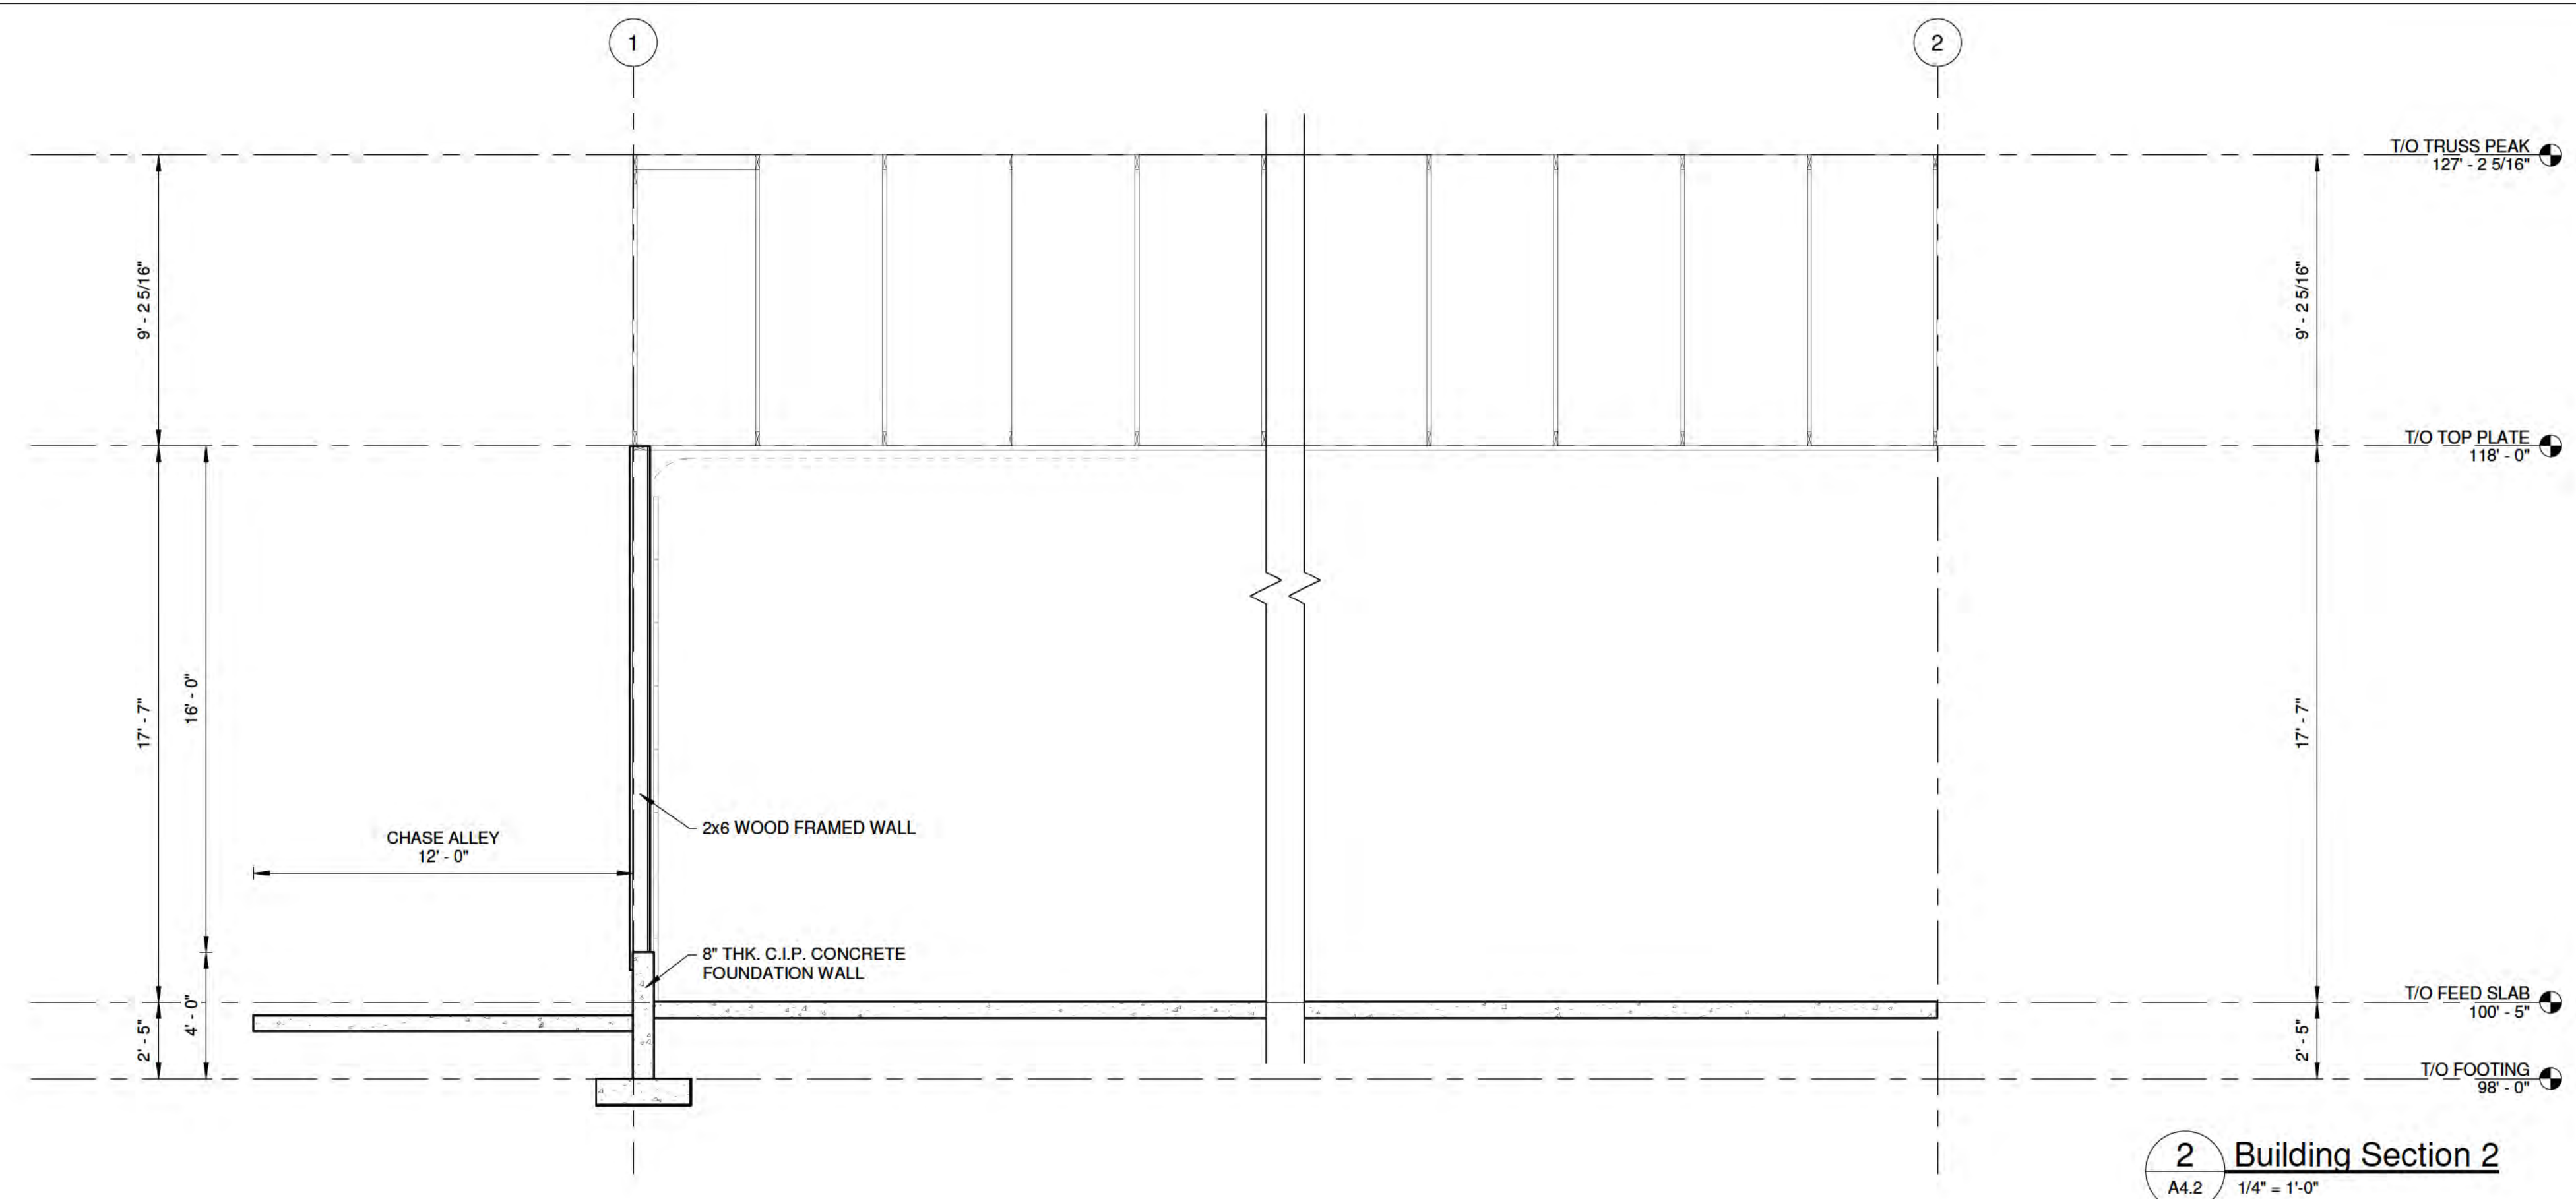 1
2
T/O TRUSS PEAK
127' - 2 5/16"
9' - 2 5/16"
9' - 2 5/16"
T/O TOP PLATE
118' - 0"
17' - 7"
16' - 0"
17' - 7"
2x6 WOOD FRAMED WALL
CHASE ALLEY
12' - 0"
8" THK. C.I.P. CONCRETE
FOUNDATION WALL
T/O FEED SLAB
100' - 5"
2' - 5"
4' - 0"
2' - 5"
T/O FOOTING
98' - 0"
2
A4.2
Building Section 2
1/4" = 1'-0"